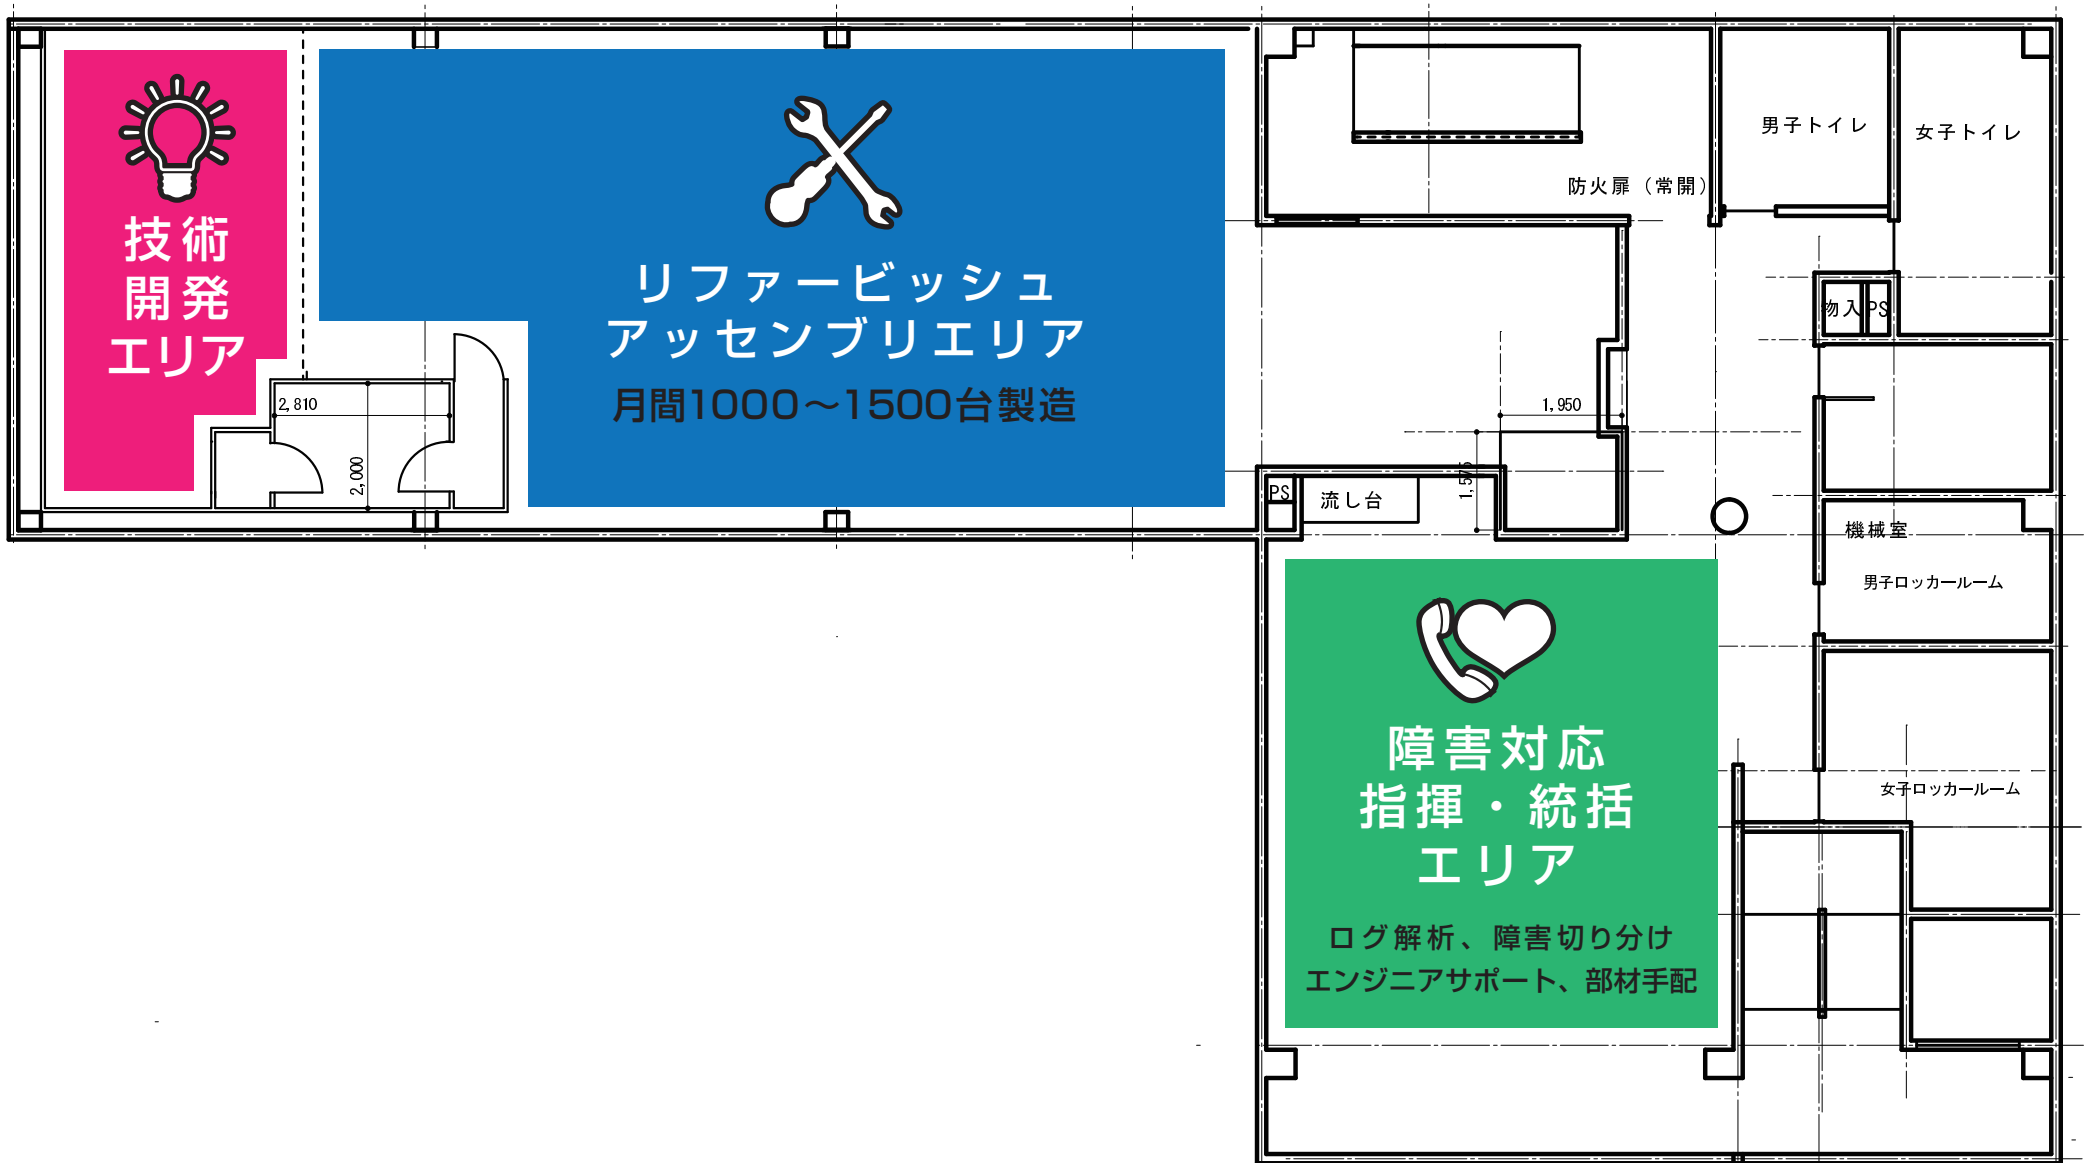 技術
開発
エリア
リファービッシュ
アッセンブリエリア
月間1000〜1500台製造
2,810
2,000
男子トイレ
女子トイレ
防火扉（常開）
物入
PS
1,950
1,575
PS
流し台
機械室
男子ロッカールーム
女子ロッカールーム
障害対応
指揮・統括
エリア
ログ解析、障害切り分け
エンジニアサポート、部材手配